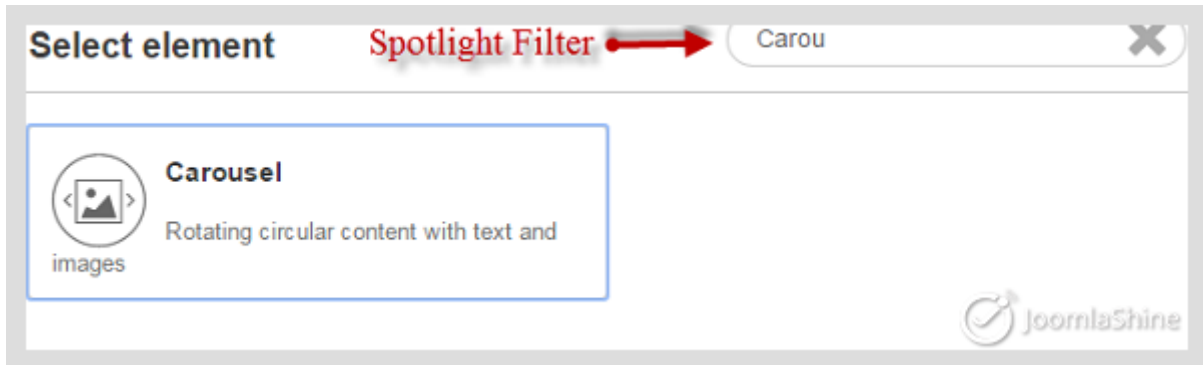 Select element
Spotlight Filter
Carou
Carousel
Rotating circular content with text and
images
JoomlaShine